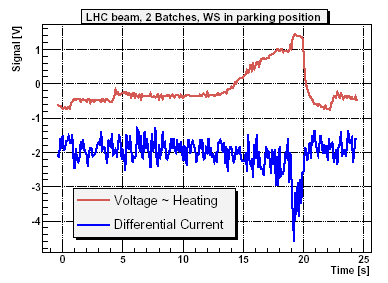 LHC beam, 2 Batches, WS in parking position
Signal [V]
1
0
-1
-2
-3
-4
Voltage ~ Heating
Differential Current
0 5 10 15 20 25
Time [s]